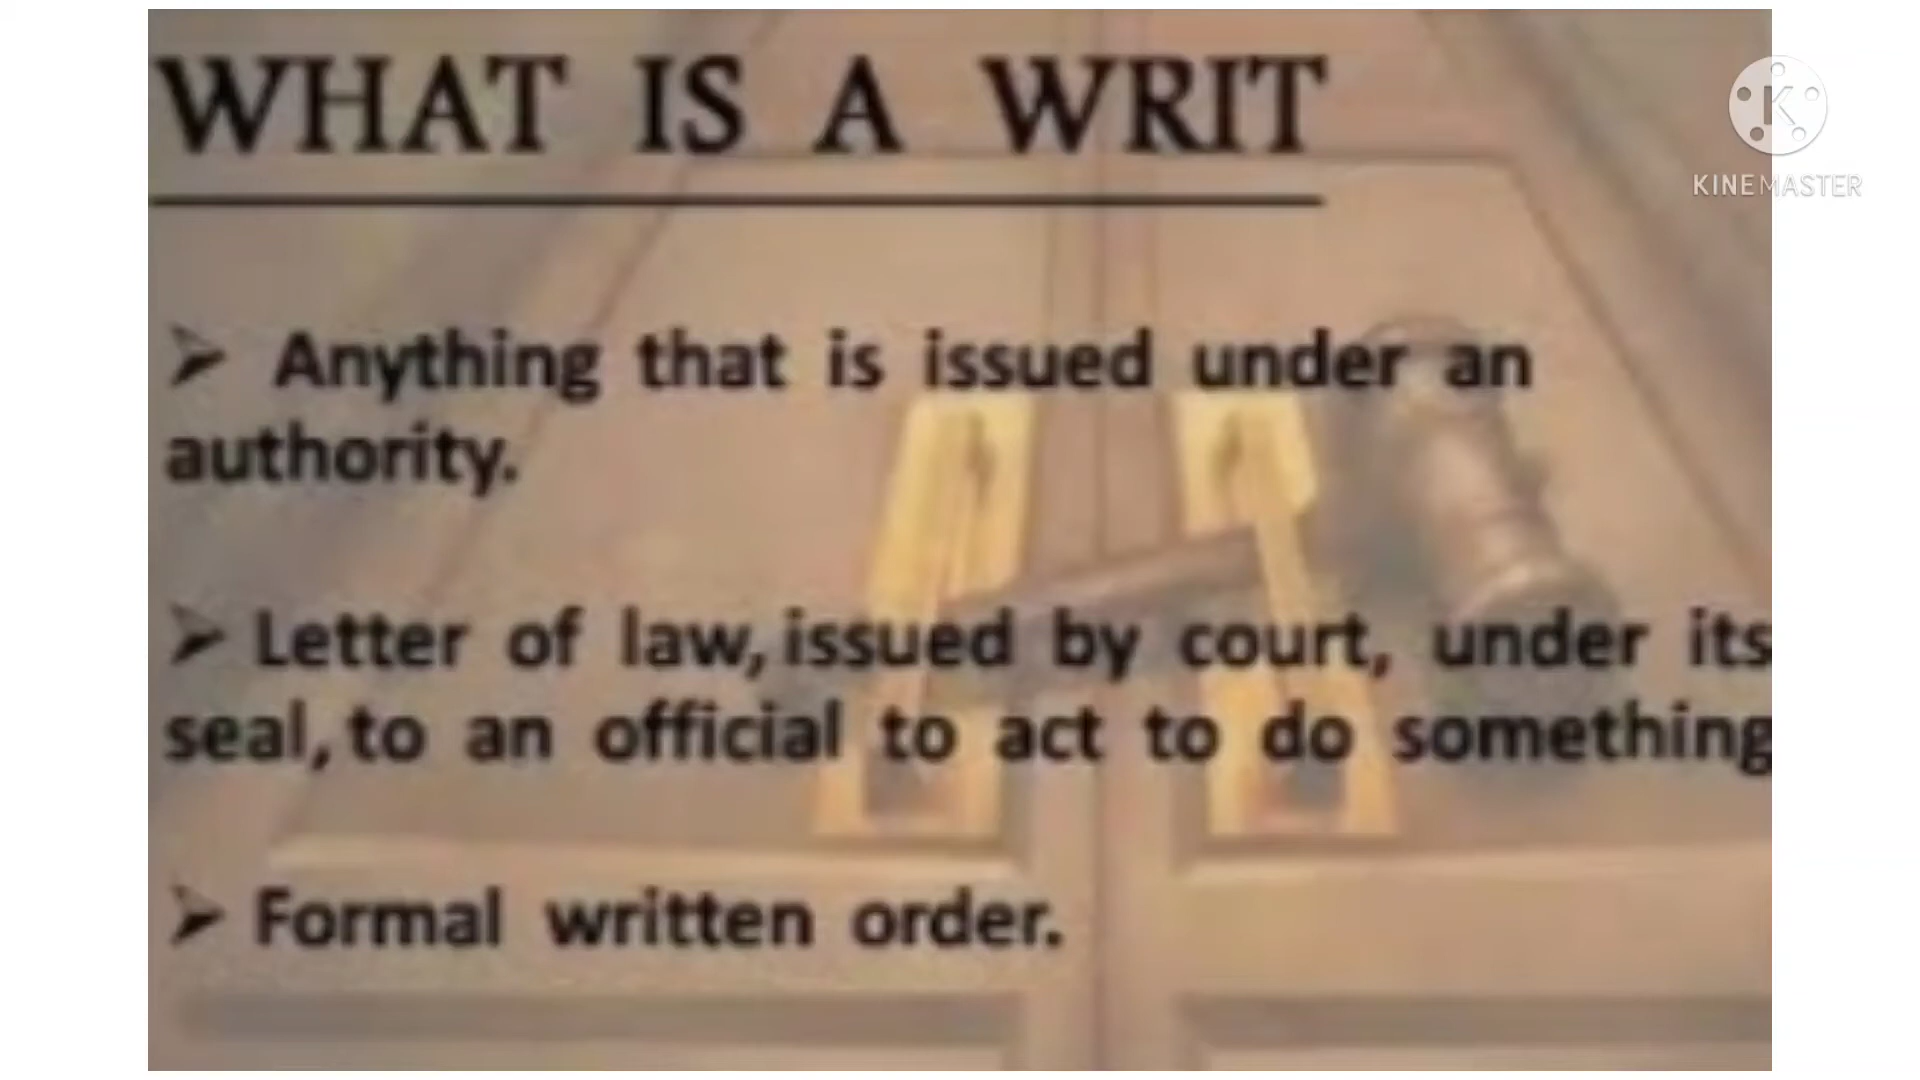 WHAT IS A WRIT
KINEMASTER
➢ Anything that is issued under an
authority.
➢ Letter of law, issued by court, under its
seal, to an official to act to do something
➢ Formal written order.